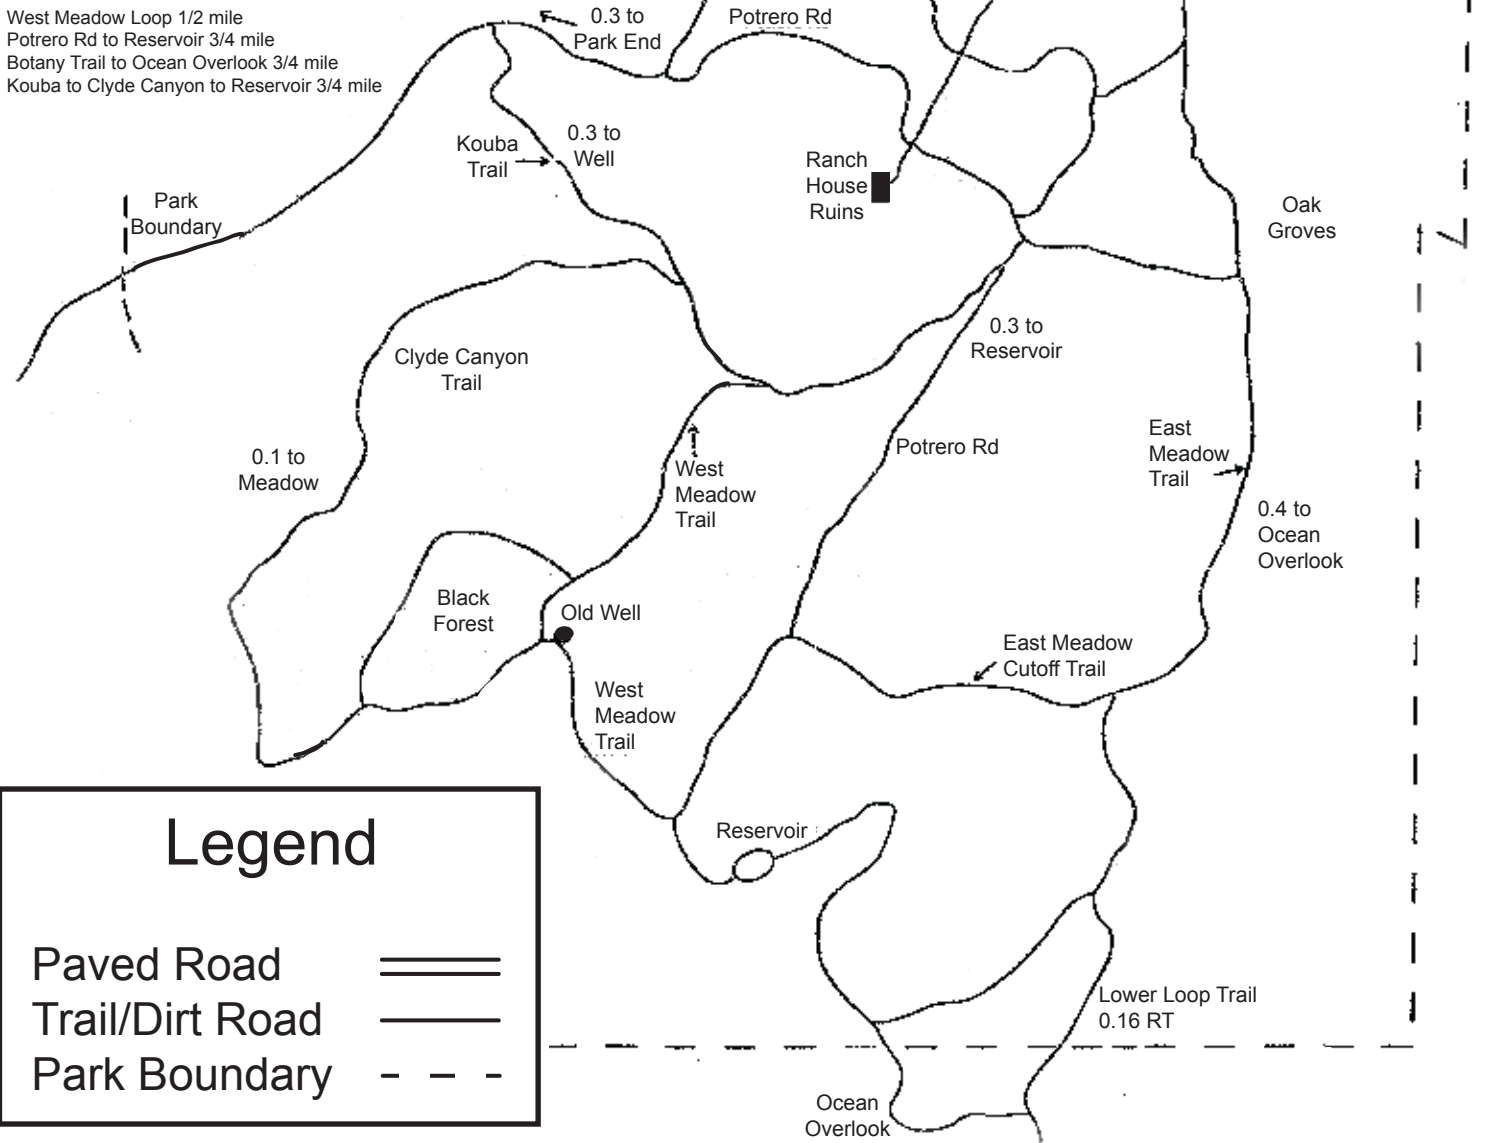 West Meadow Loop 1/2 mile
Potrero Rd to Reservoir 3/4 mile
Botany Trail to Ocean Overlook 3/4 mile
Kouba to Clyde Canyon to Reservoir 3/4 mile
0.3 to
Park End
Potrero Rd
Kouba
Trail
0.3 to
Well
Ranch
House
Ruins
Park
Boundary
Oak
Groves
0.3 to
Reservoir
Clyde Canyon
Trail
Potrero Rd
East
Meadow
Trail
0.1 to
Meadow
West
Meadow
Trail
0.4 to
Ocean
Overlook
Black
Forest
Old Well
East Meadow
Cutoff Trail
West
Meadow
Trail
Reservoir
Lower Loop Trail
0.16 RT
Ocean
Overlook
Legend
Paved Road
Trail/Dirt Road
Park Boundary